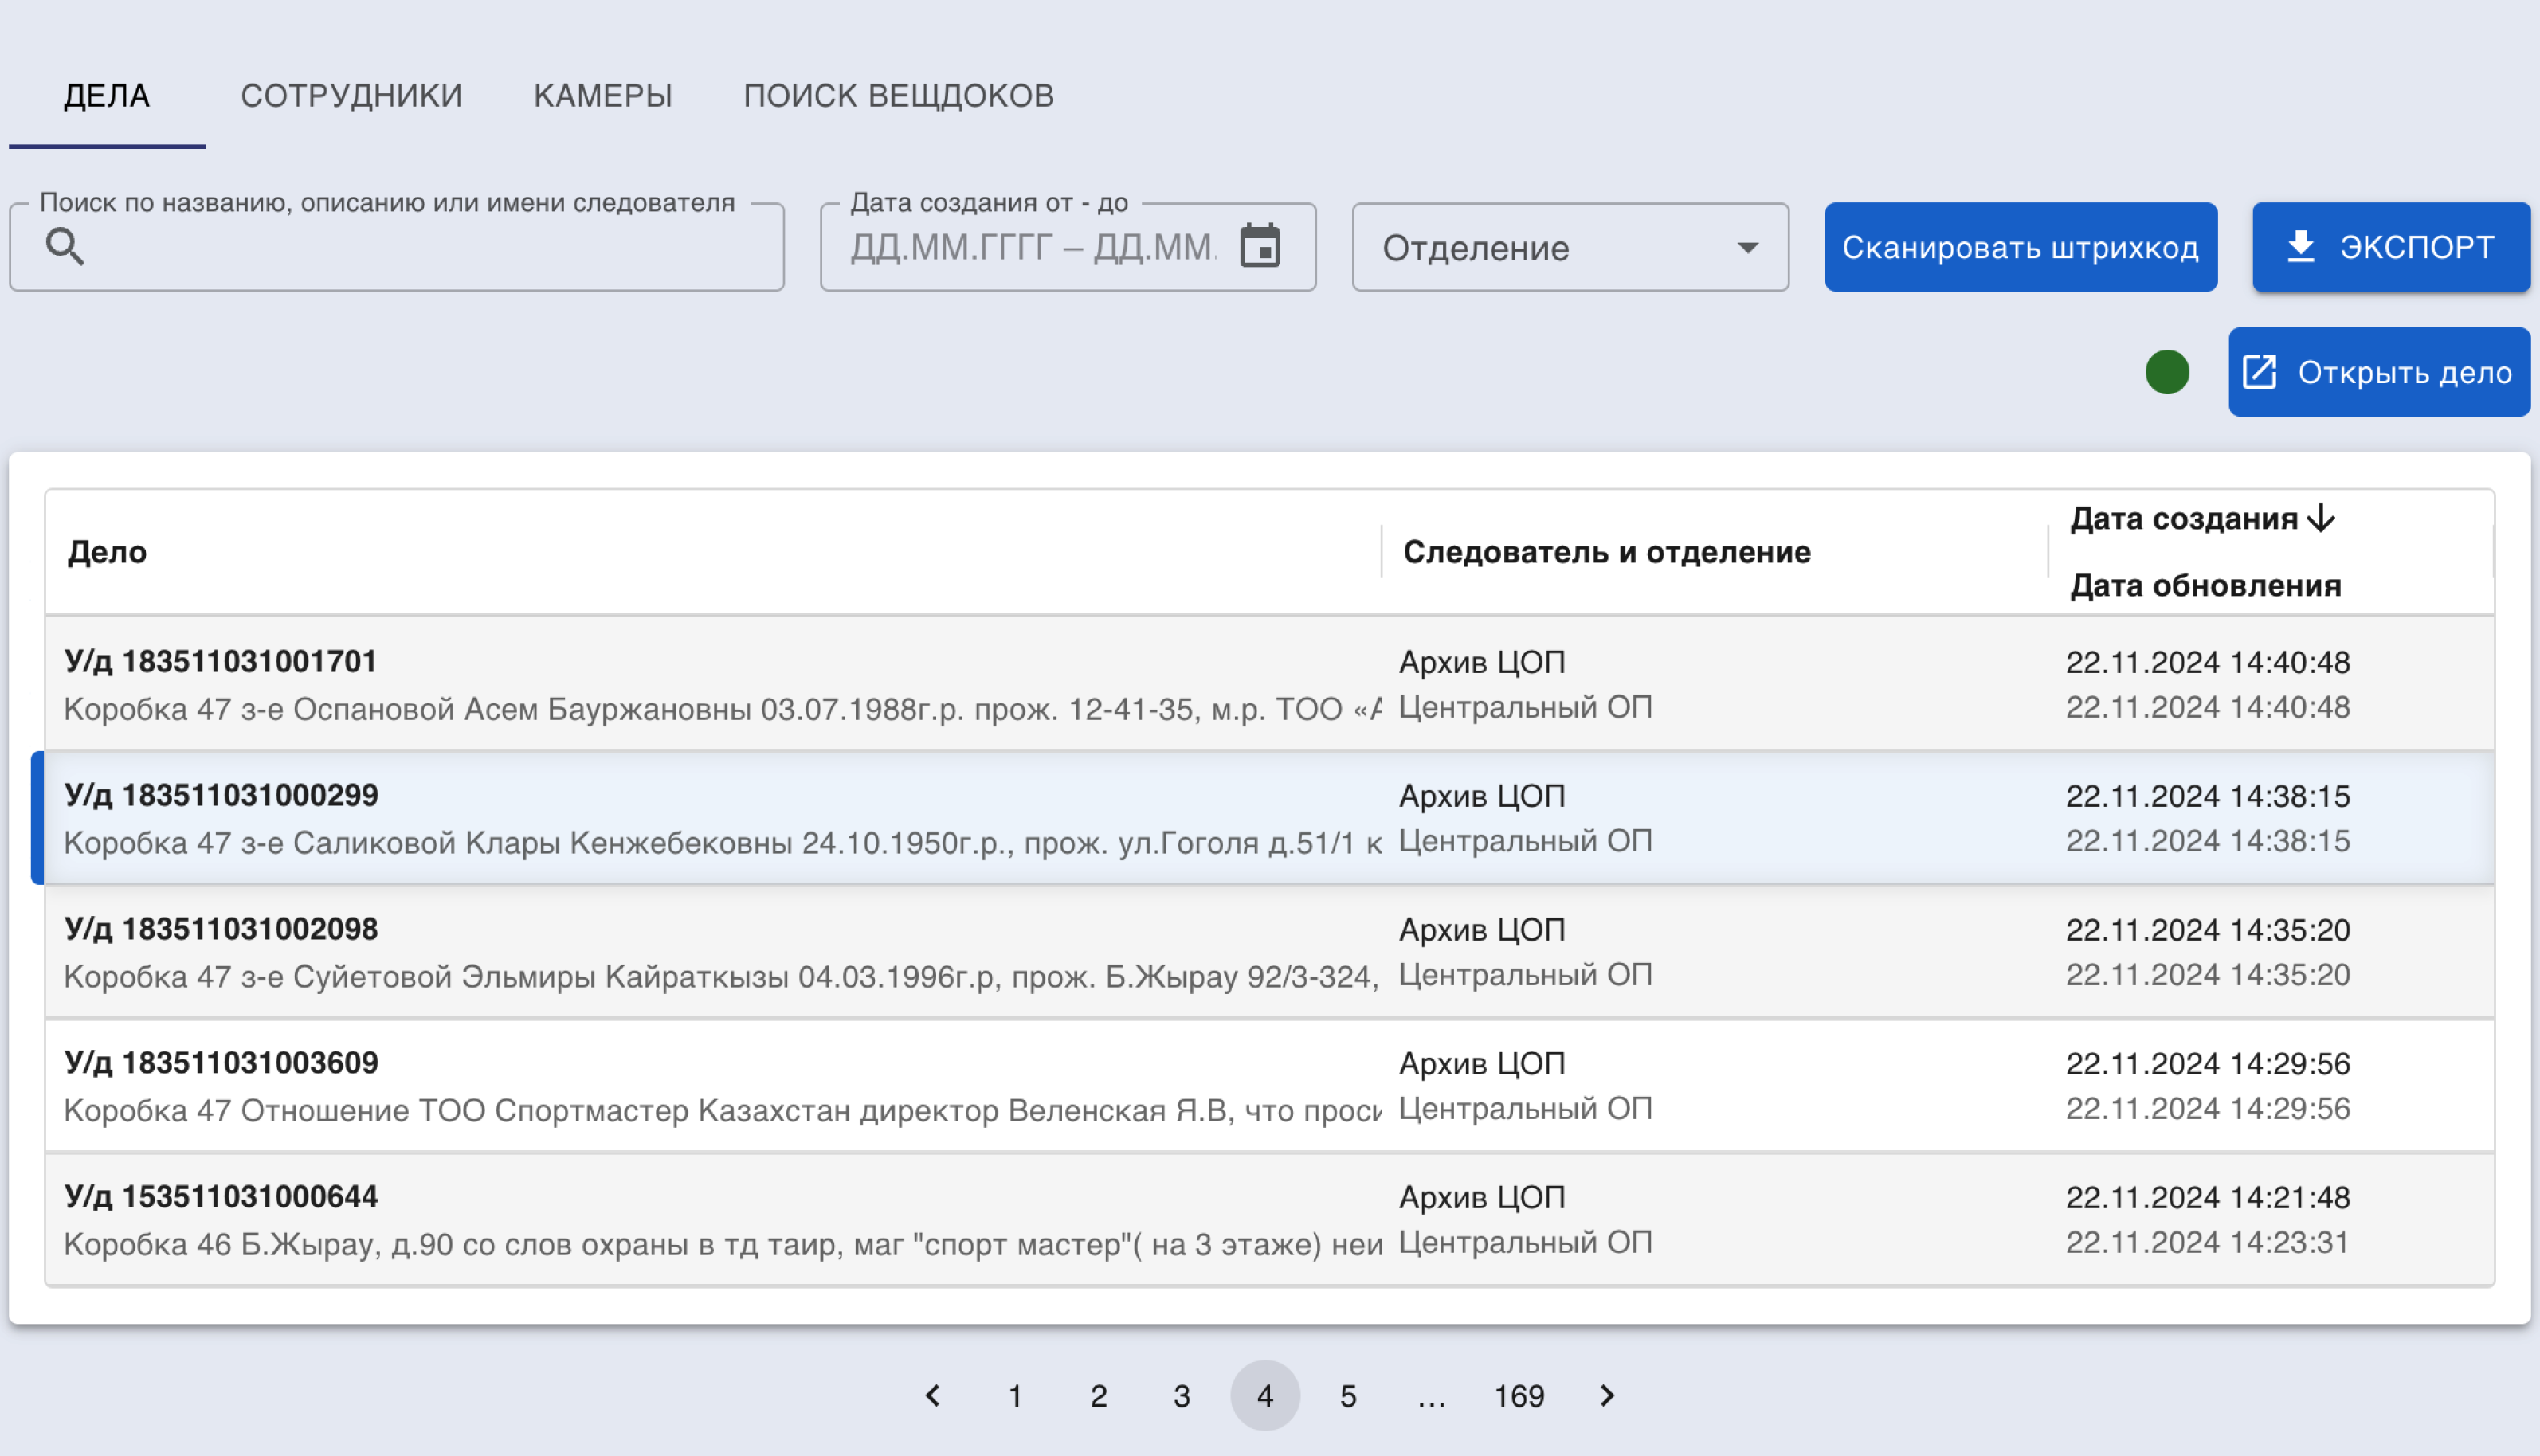 ДЕЛА СОТРУДНИКИ КАМЕРЫ ПОИСК ВЕЩДОКОВ
Поиск по названию, описанию или имени следователя
Дата создания от - до
ДД.ММ.ГГГГ – ДД.ММ.
Отделение
Сканировать штрихкод
ЭКСПОРТ
Открыть дело
Дело
Следователь и отделение
Дата создания
Дата обновления
У/д 183511031001701
Коробка 47 з-е Оспановой Асем Бауржановны 03.07.1988г.р. прож. 12-41-35, м.р. ТОО «А
Архив ЦОП
Центральный ОП
22.11.2024 14:40:48
22.11.2024 14:40:48
У/д 183511031000299
Коробка 47 з-е Саликовой Клары Кенжебековны 24.10.1950г.р., прож. ул.Гоголя д.51/1 к
Архив ЦОП
Центральный ОП
22.11.2024 14:38:15
22.11.2024 14:38:15
У/д 183511031002098
Коробка 47 з-е Суйетовой Эльмиры Кайраткызы 04.03.1996г.р, прож. Б.Жырау 92/3-324,
Архив ЦОП
Центральный ОП
22.11.2024 14:35:20
22.11.2024 14:35:20
У/д 183511031003609
Коробка 47 Отношение ТОО Спортмастер Казахстан директор Веленская Я.В, что проси
Архив ЦОП
Центральный ОП
22.11.2024 14:29:56
22.11.2024 14:29:56
У/д 153511031000644
Коробка 46 Б.Жырау, д.90 со слов охраны в тд таир, маг "спорт мастер"( на 3 этаже) неи
Архив ЦОП
Центральный ОП
22.11.2024 14:21:48
22.11.2024 14:23:31
1 2 3 4 5 ... 169